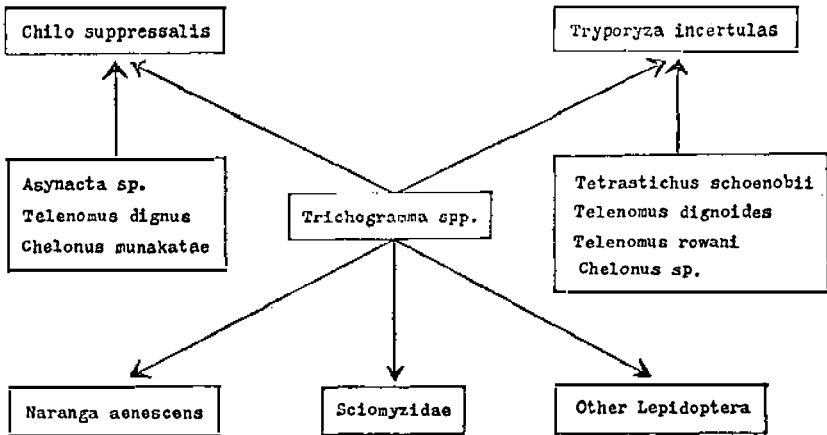 Chilo suppressalis
Tryporyza incertulas
Asynacta sp.
Telenomus dignus
Chelonus munakatae
Trichogramma spp.
Tetrastichus schoenobii
Telenomus dignoides
Telenomus rowani
Chelonus sp.
Naranga aenescens
Sciomyzidae
Other Lepidoptera